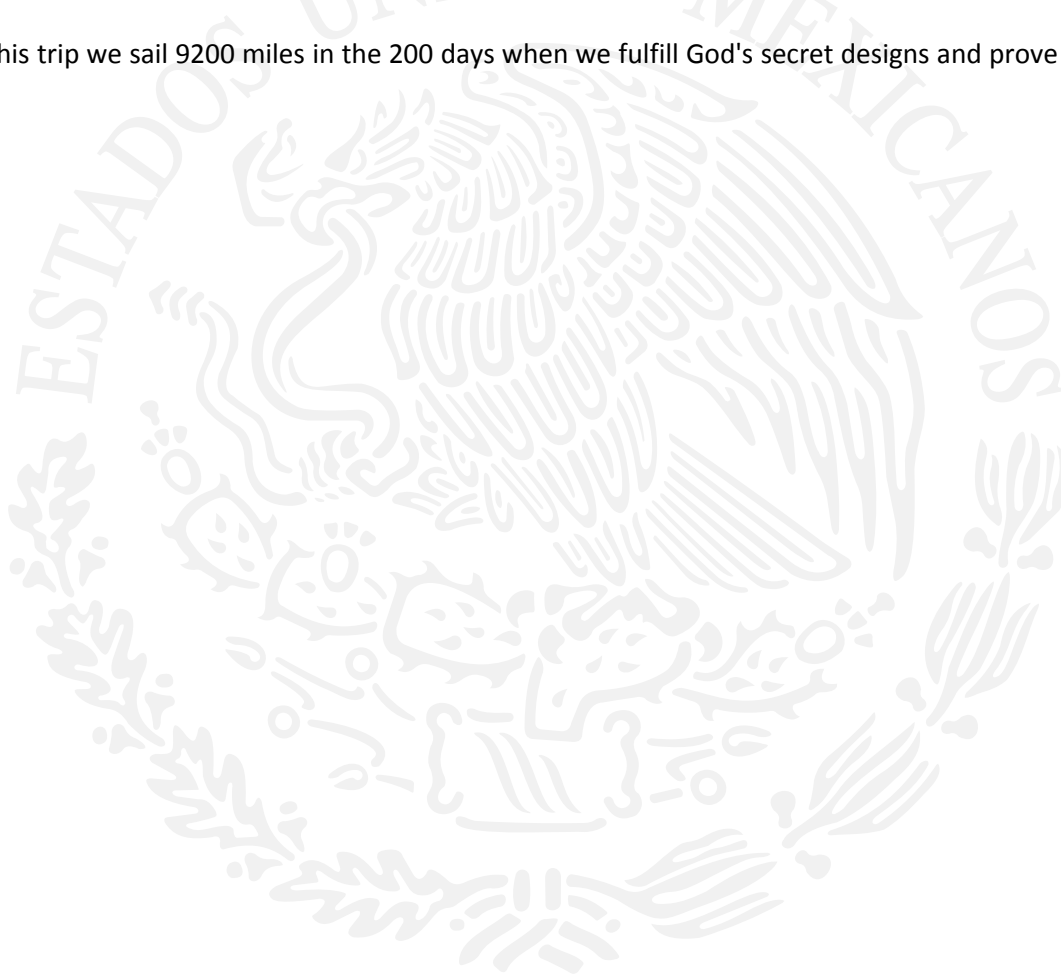 his trip we sail 9200 miles in the 200 days when we fulfill God's secret designs and prove
ESTADOS UN MEXICANOS